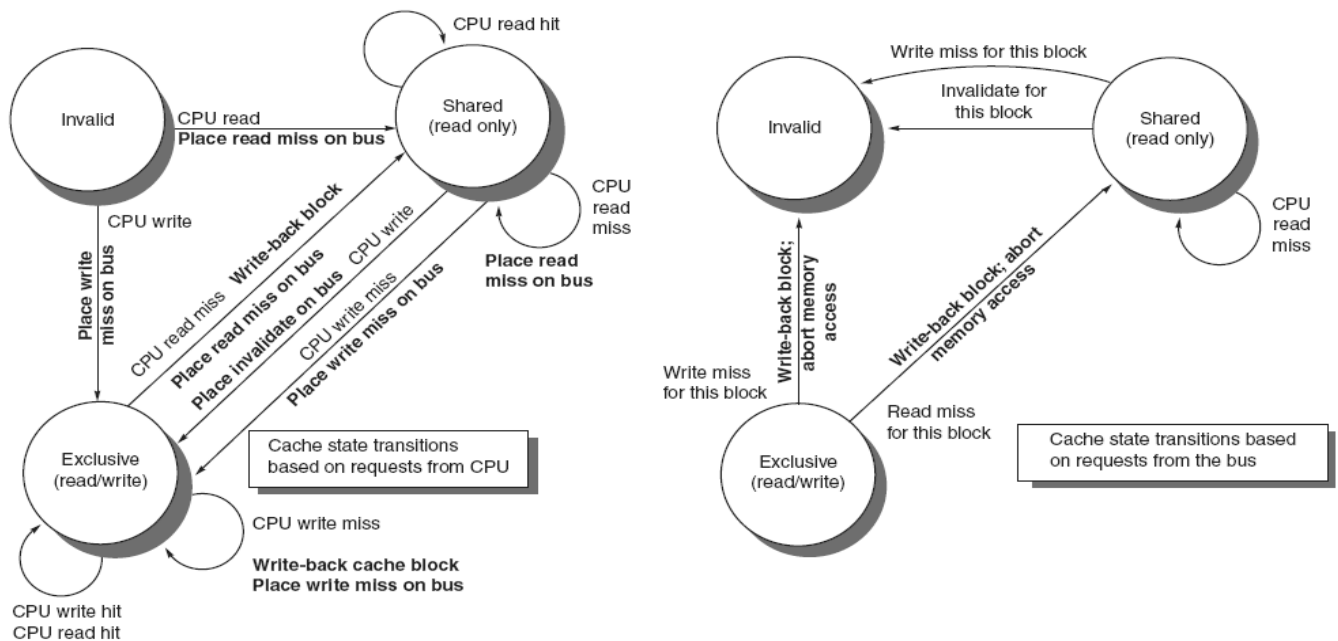 CPU read hit
Invalid
Shared
(read only)
CPU read
Place read miss on bus
CPU write
Place write
miss on bus
CPU read miss Write-back block
Place read miss on bus
Place invalidate on bus CPU write
CPU write miss
Place write miss on bus
CPU
read
miss
Place read
miss on bus
Exclusive
(read/write)
Cache state transitions
based on requests from CPU
CPU write miss
Write-back cache block
Place write miss on bus
CPU write hit
CPU read hit
Write miss for this block
Invalidate for
this block
Invalid
Shared
(read only)
CPU
read
miss
Write-back block;
abort memory
access
Write-back block; abort
memory access
Write miss
for this block
Read miss
for this block
Exclusive
(read/write)
Cache state transitions based
on requests from the bus